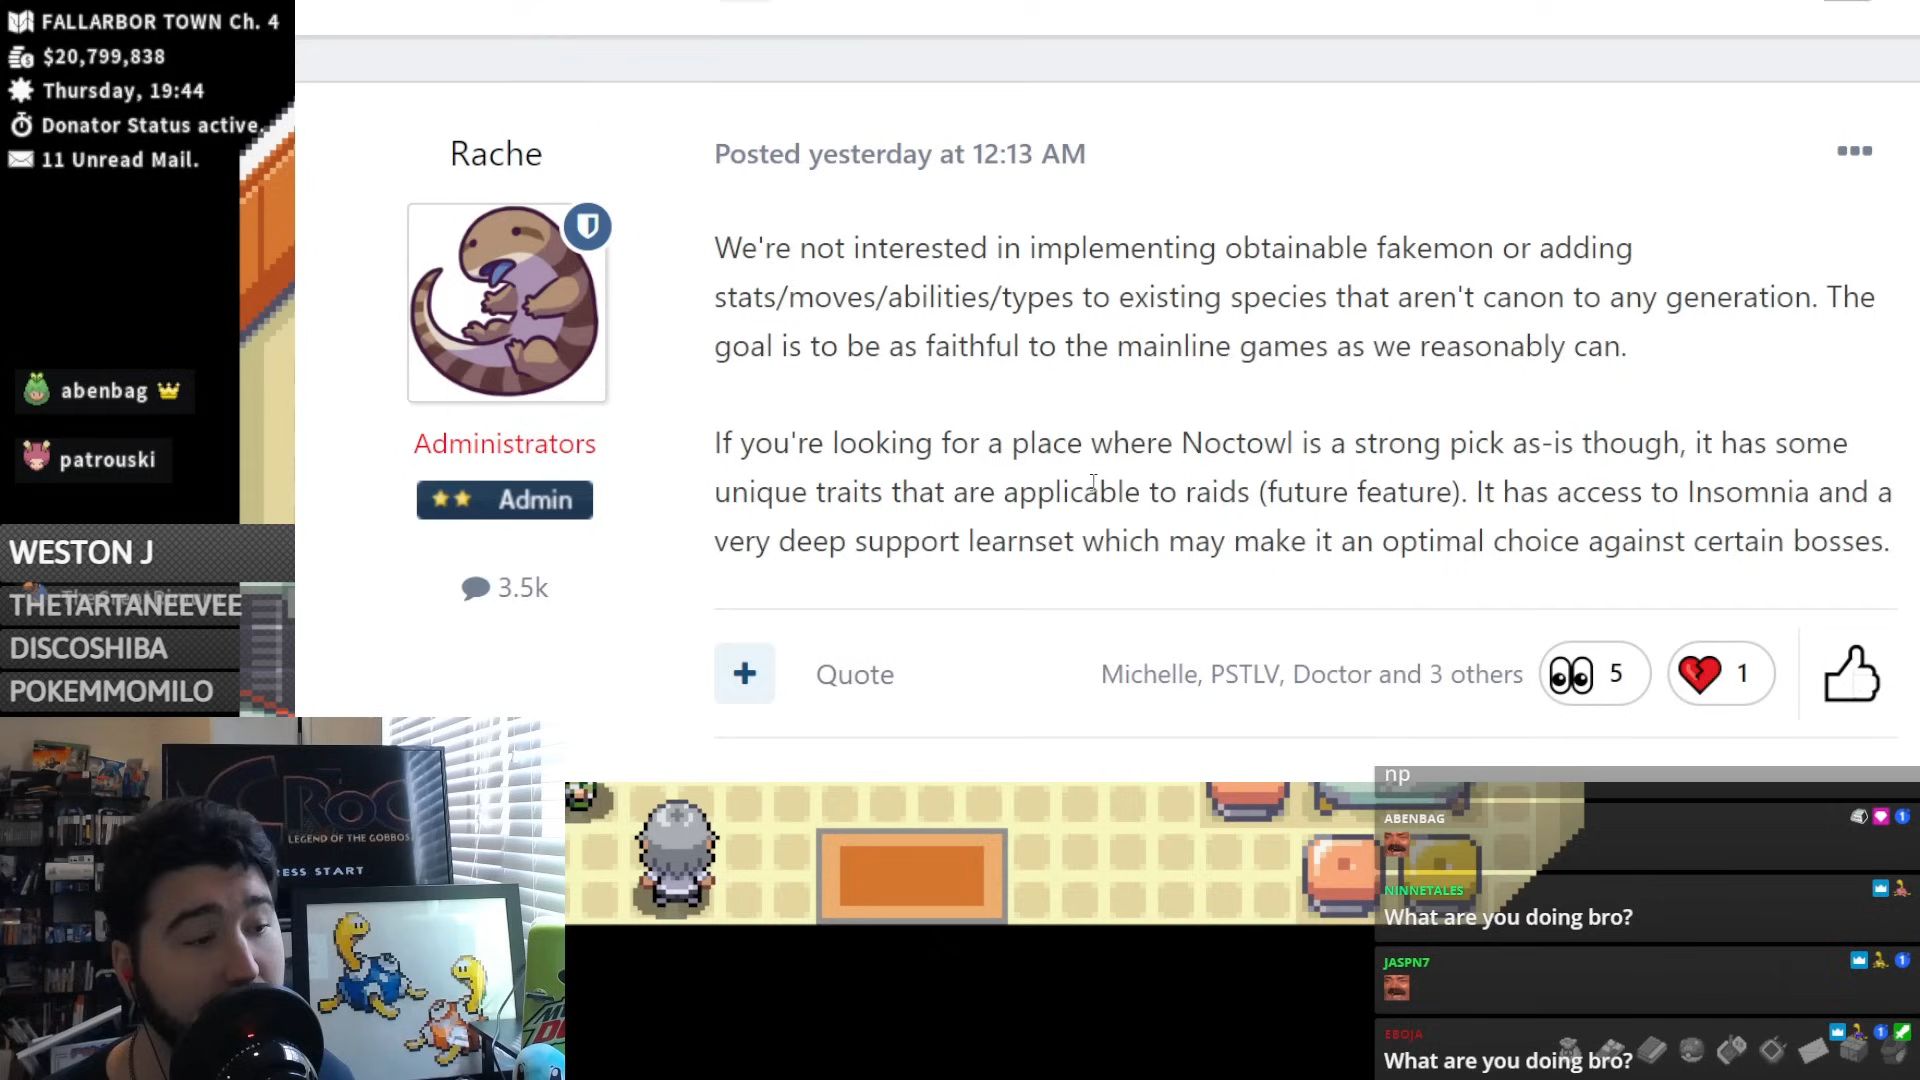 FALLARBOR TOWN Ch. 4
$20,799,838
Thursday, 19:44
Donator Status active.
11 Unread Mail.
abenbag
patrouski
WESTON J
THETARTANEEVEE
DISCOSHIBA
POKEMMOMILO
Rache
Administrators
Admin
3.5k
Posted yesterday at 12:13 AM
We're not interested in implementing obtainable fakemon or adding
stats/moves/abilities/types to existing species that aren't canon to any generation. The
goal is to be as faithful to the mainline games as we reasonably can.
If you're looking for a place where Noctowl is a strong pick as-is though, it has some
unique traits that are applicable to raids (future feature). It has access to Insomnia and a
very deep support learnset which may make it an optimal choice against certain bosses.
+ Quote
Michelle, PSTLV, Doctor and 3 others
5
1
CROC
LEGEND OF THE GOBBOS
ESS START
np
ABENBAG
1
NINNETALES
What are you doing bro?
JASPN7
1
EBOJA
1
What are you doing bro?